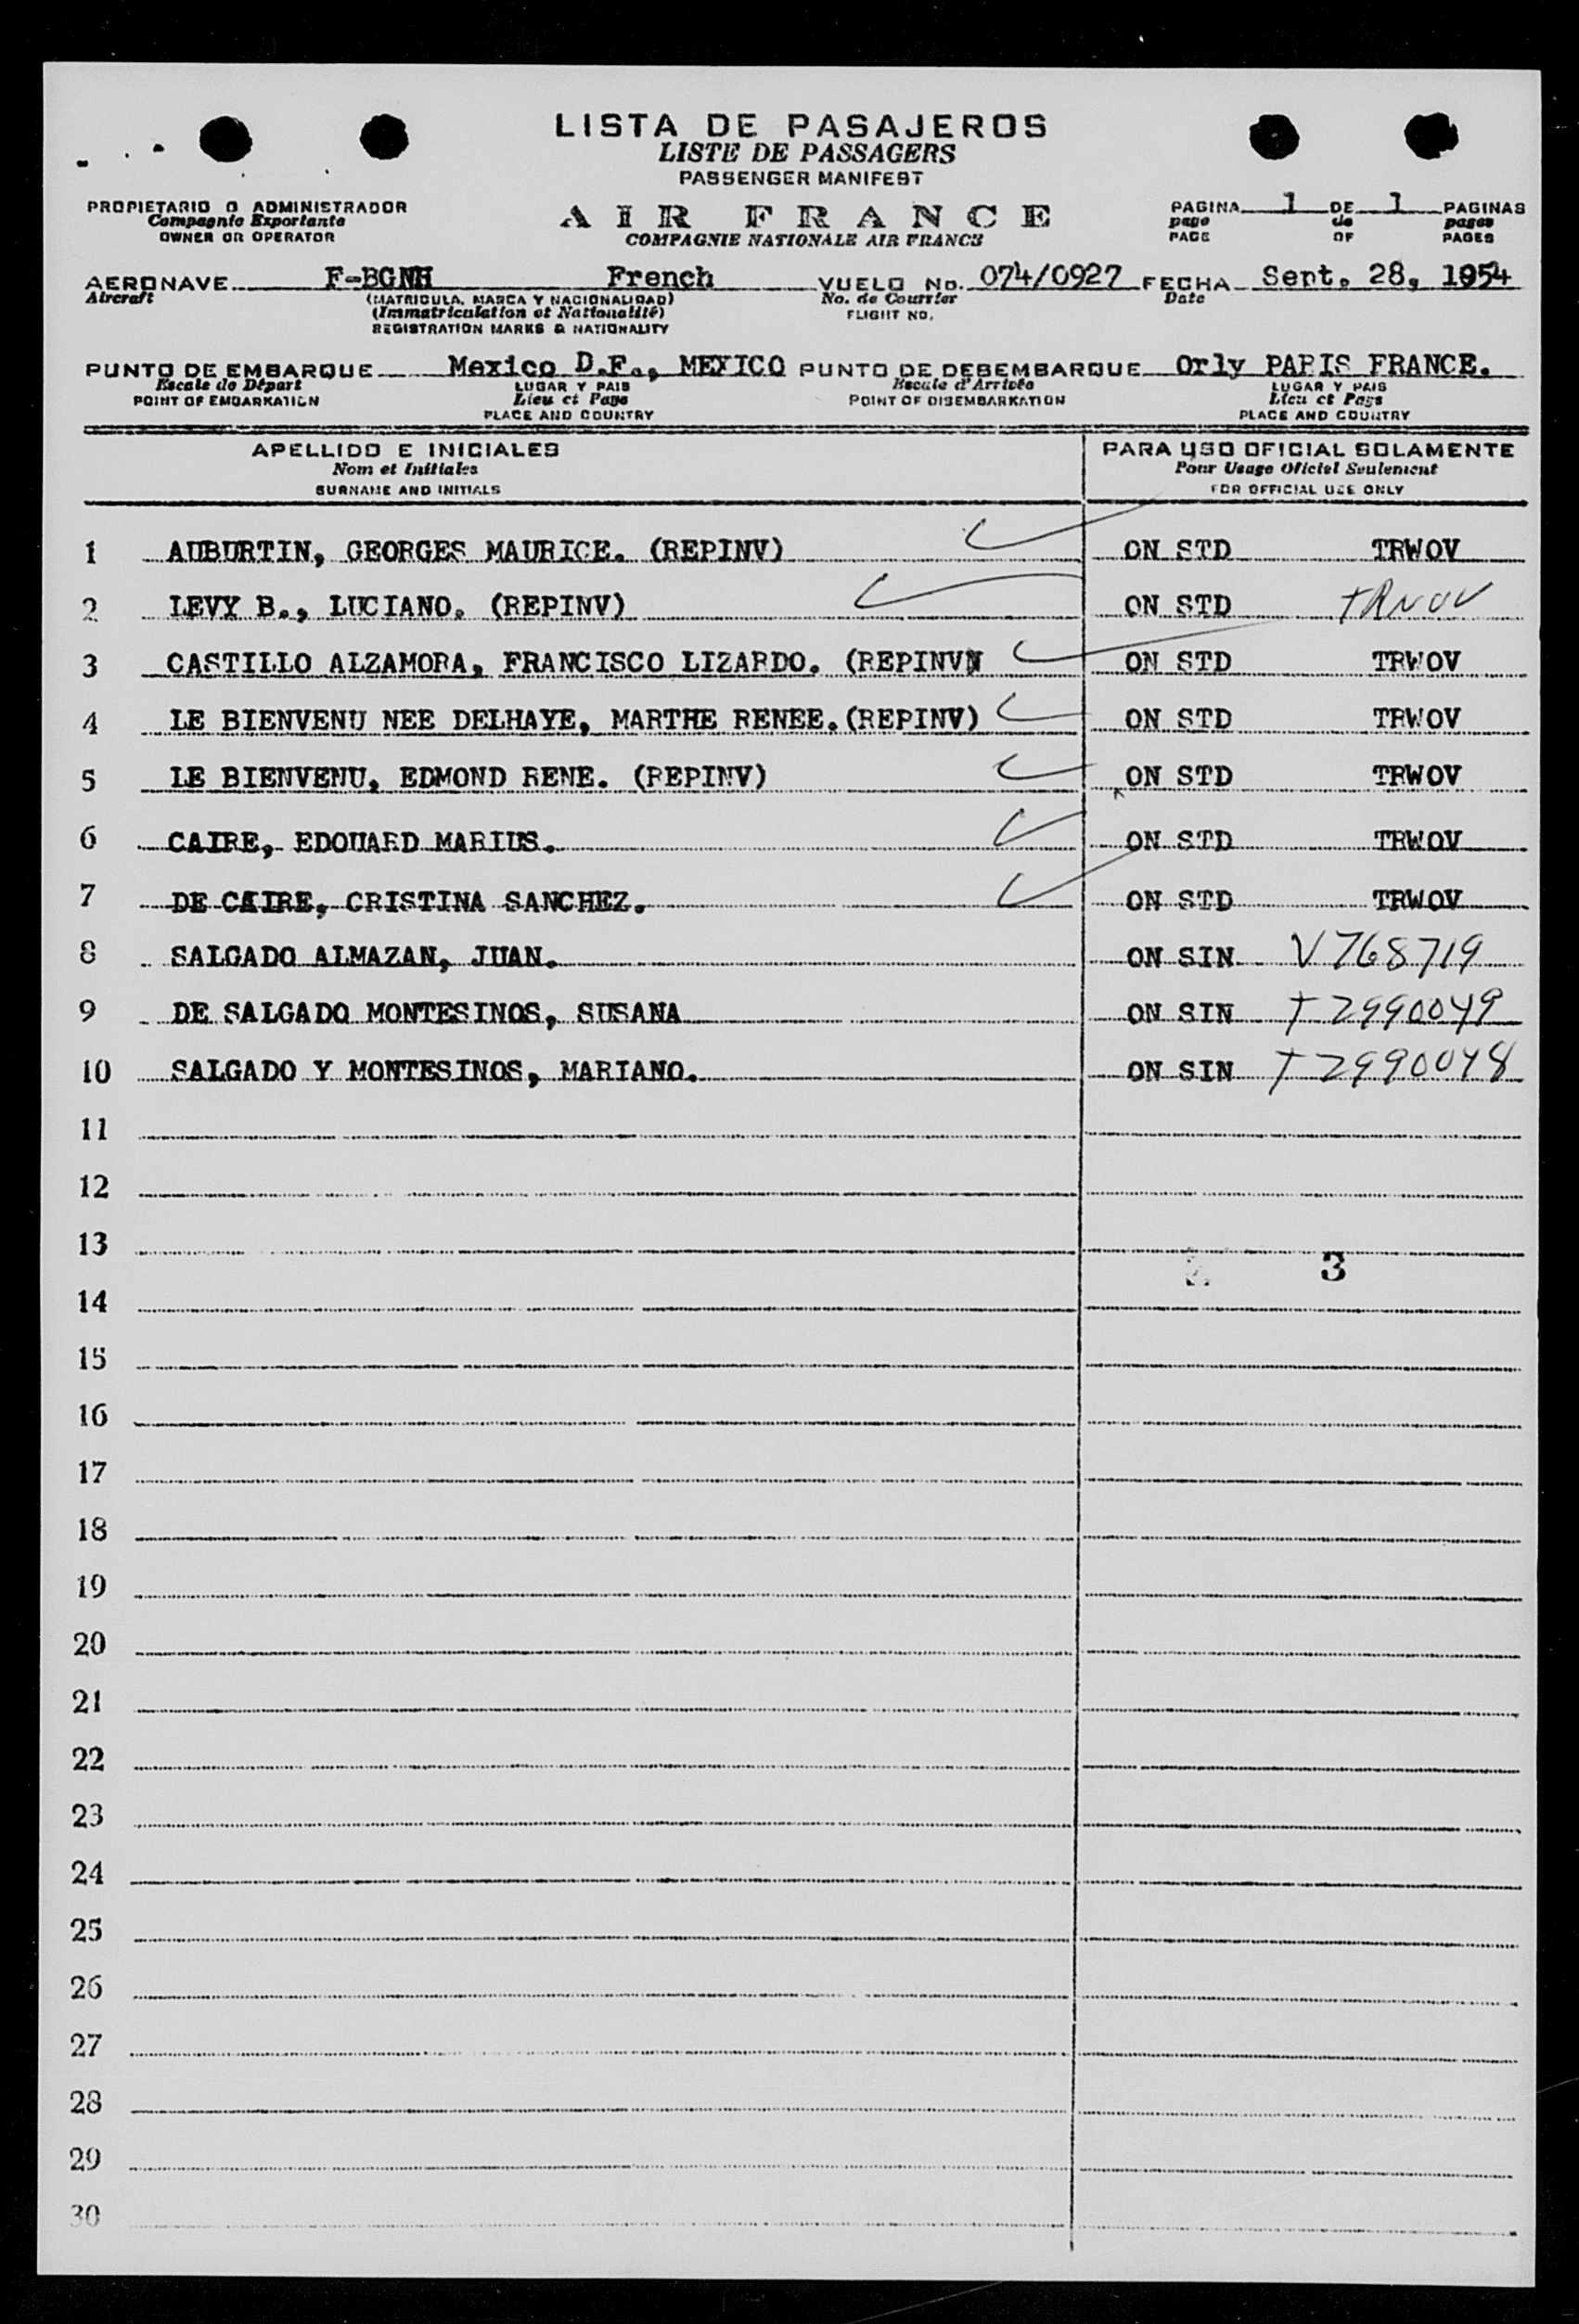 LISTA DE PASAJEROS
LISTE DE PASSAGERS
PASSENGER MANIFEST
PROPIETARIO O ADMINISTRADOR
Compagnie Exportante
OWNER OR OPERATOR
AIR FRANCE
COMPAGNIE NATIONALE AIR FRANCE
PAGINA 1 DE 1 PAGINAS
page de pages
PAGE OF PAGES
AERONAVE F-BGNH French VUELO No. 074/0927 FECHA Sept. 28, 1954
Aircraft (MATRICULA, MARCA Y NACIONALIDAD) No. de Courrier Date
(Immatriculation et Nationalité) FLIGHT NO.
REGISTRATION MARKS & NATIONALITY
PUNTO DE EMBARQUE Mexico D.F., MEXICO PUNTO DE DESEMBARQUE Orly PARIS FRANCE.
Escale de Départ LUGAR Y PAIS Escale d'Arrivée LUGAR Y PAIS
POINT OF EMBARKATION Lieu et Pays POINT OF DISEMBARKATION Lieu et Pays
PLACE AND COUNTRY PLACE AND COUNTRY
APELLIDO E INICIALES PARA USO OFICIAL SOLAMENTE
Nom et Initiales Pour Usage Officiel Seulement
SURNAME AND INITIALS FOR OFFICIAL USE ONLY
1 AUBURTIN, GEORGES MAURICE. (REPINV) ON STD TRWOV
2 LEVY B., LUCIANO. (REPINV) ON STD TRWOV
3 CASTILLO ALZAMORA, FRANCISCO LIZARDO. (REPINV) ON STD TRWOV
4 LE BIENVENU NEE DELHAYE, MARTHE RENEE. (REPINV) ON STD TRWOV
5 LE BIENVENU, EDMOND RENE. (REPINV) ON STD TRWOV
6 CAIRE, EDOUARD MARIUS. ON STD TRWOV
7 DE CAIRE, CRISTINA SANCHEZ. ON STD TRWOV
8 SALGADO ALMAZAN, JUAN. ON SIN V768719
9 DE SALGADO MONTESINOS, SUSANA ON SIN T2990049
10 SALGADO Y MONTESINOS, MARIANO. ON SIN T2990048
11
12
13
3
14
15
16
17
18
19
20
21
22
23
24
25
26
27
28
29
30